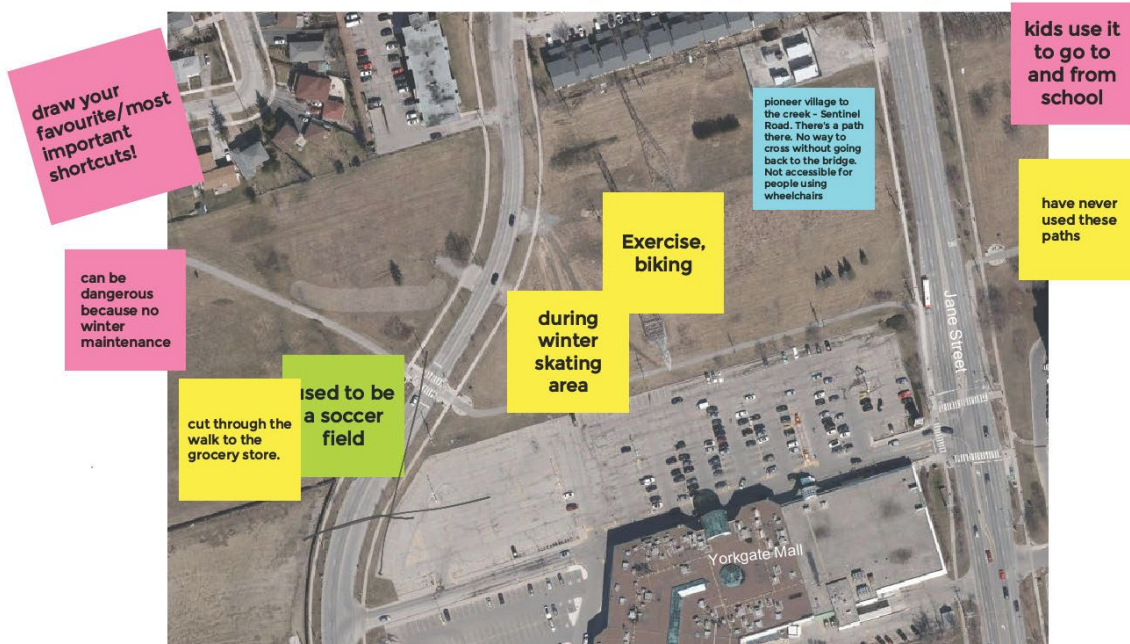 draw your
favourite/most
important
shortcuts!
kids use it
to go to
and from
school
pioneer village to
the creek - Sentinel
Road. There's a path
there. No way to
cross without going
back to the bridge.
Not accessible for
people using
wheelchairs
have never
used these
paths
Exercise,
biking
can be
dangerous
because no
winter
maintenance
during
winter
skating
area
Jane Street
used to be
a soccer
field
cut through the
walk to the
grocery store.
Yorkgate Mall